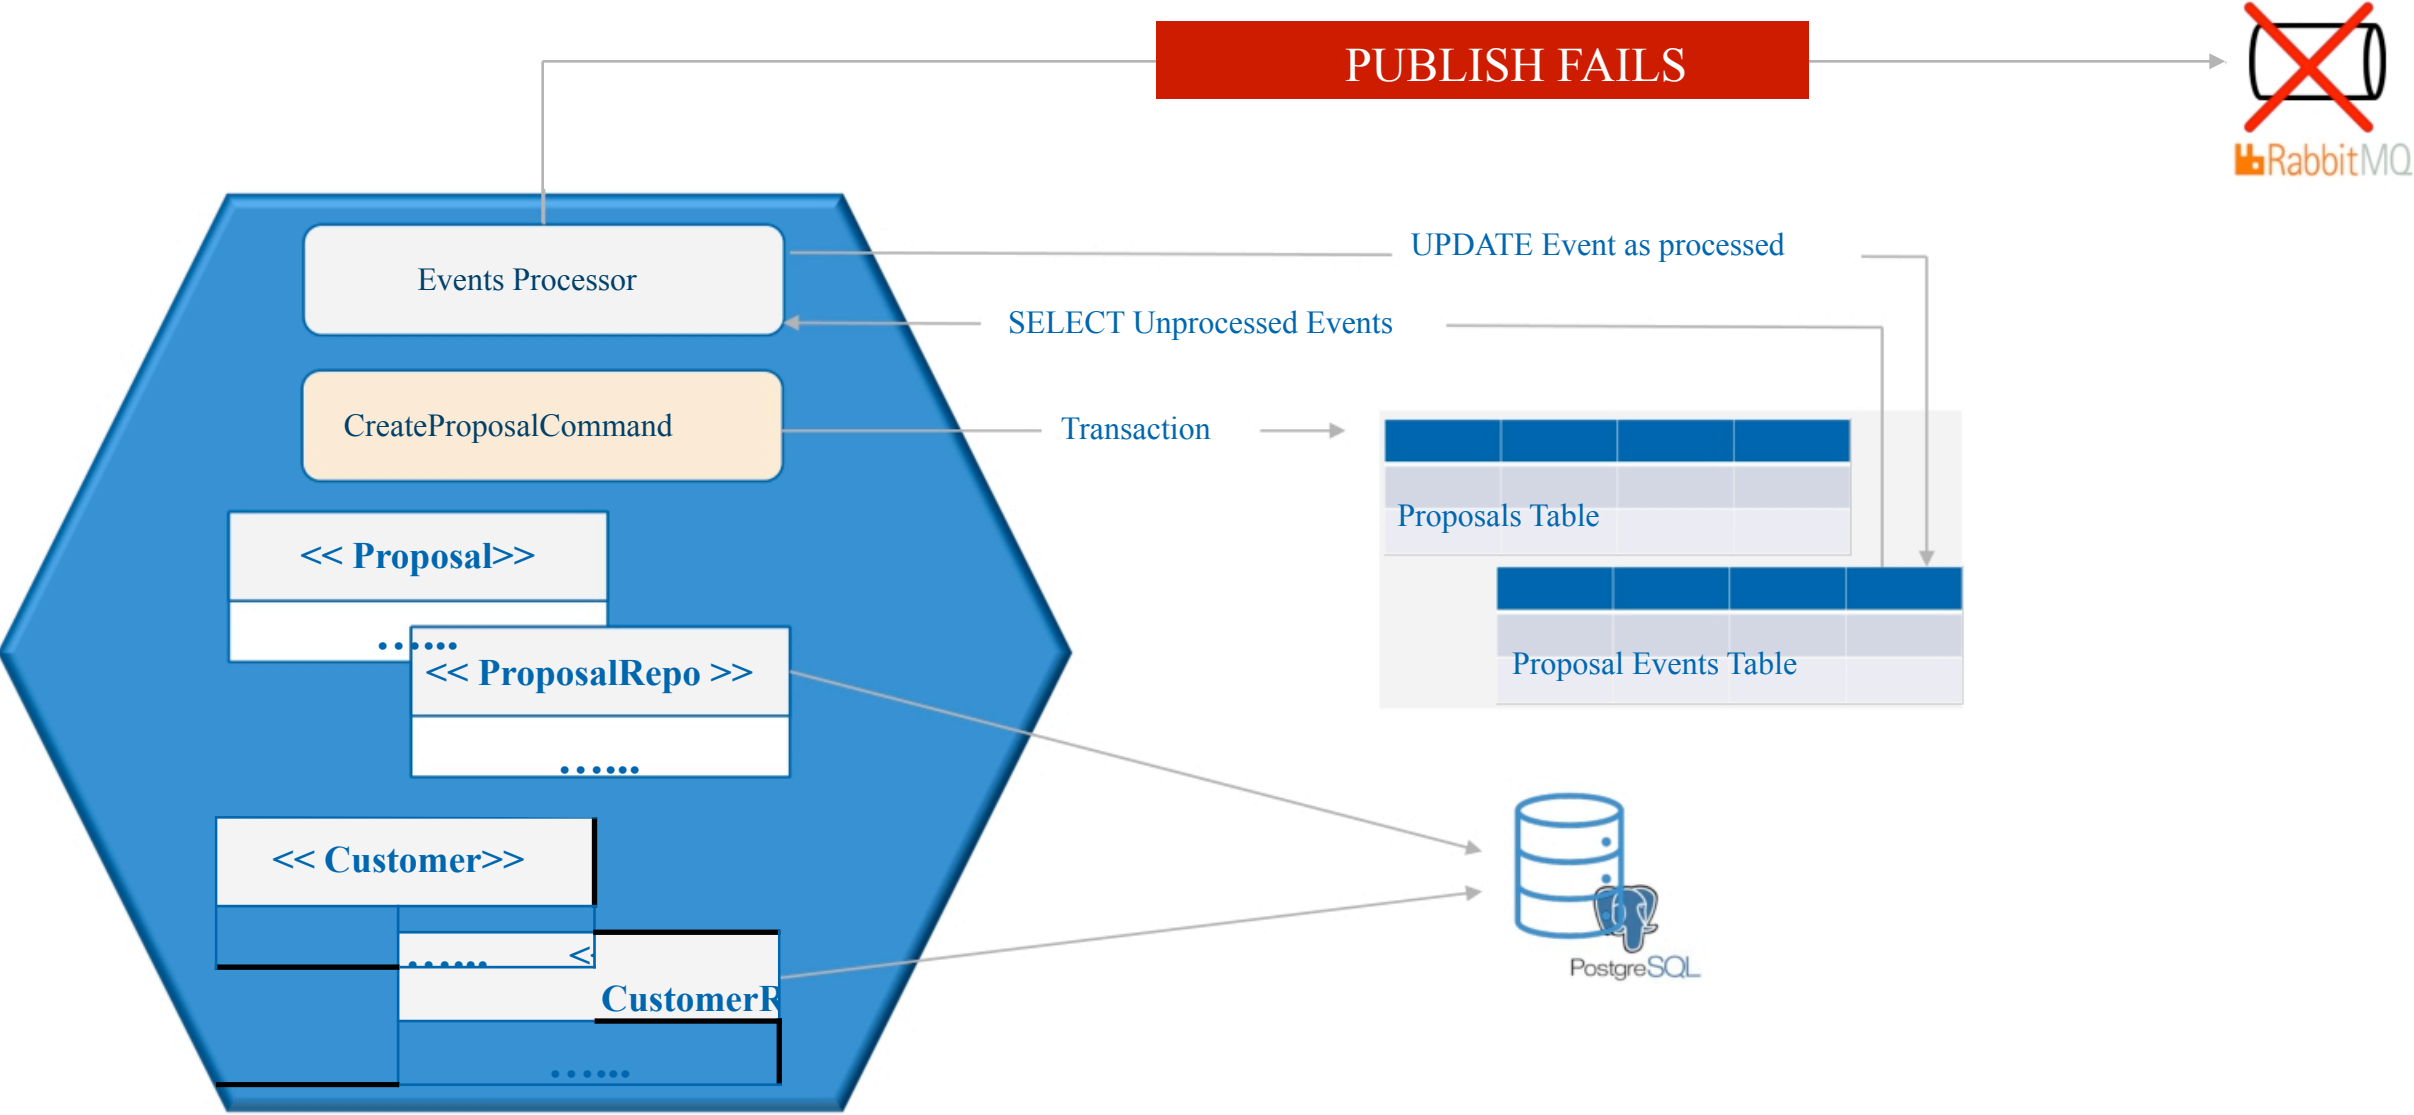 PUBLISH FAILS
RabbitMQ
UPDATE Event as processed
Events Processor
SELECT Unprocessed Events
CreateProposalCommand
Transaction
Proposals Table
<< Proposal>>
......
Proposal Events Table
<< ProposalRepo >>
......
<< Customer>>
......
<<
CustomerR
......
PostgreSQL